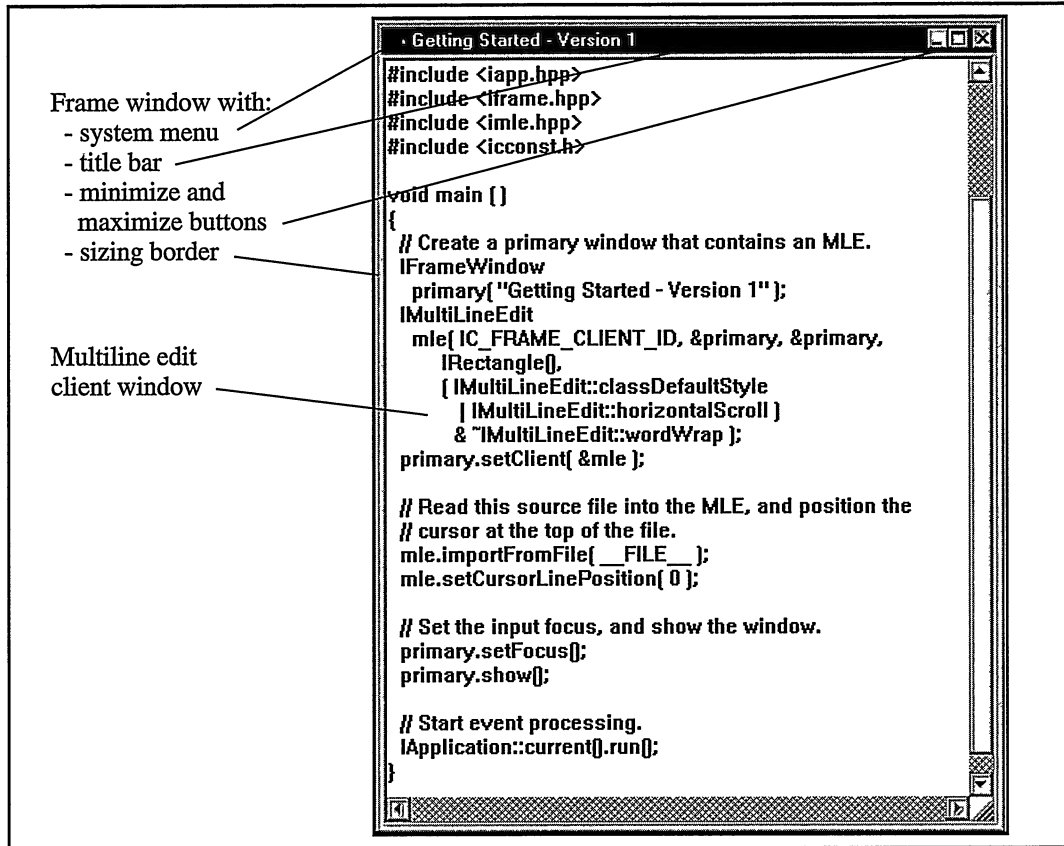 Frame window with:
- system menu
- title bar
- minimize and
maximize buttons
- sizing border
Multiline edit
client window
Getting Started - Version 1
#include <iapp.hpp>
#include <iframe.hpp>
#include <imle.hpp>
#include <icconst.h>
void main ()
{
// Create a primary window that contains an MLE.
IFrameWindow
primary( "Getting Started - Version 1" );
IMultiLineEdit
mle( IC_FRAME_CLIENT_ID, &primary, &primary,
IRectangle(),
( IMultiLineEdit::classDefaultStyle
| IMultiLineEdit::horizontalScroll )
& ~IMultiLineEdit::wordWrap );
primary.setClient( &mle );
// Read this source file into the MLE, and position the
// cursor at the top of the file.
mle.importFromFile( __FILE__ );
mle.setCursorLinePosition( 0 );
// Set the input focus, and show the window.
primary.setFocus();
primary.show();
// Start event processing.
IApplication::current().run();
}